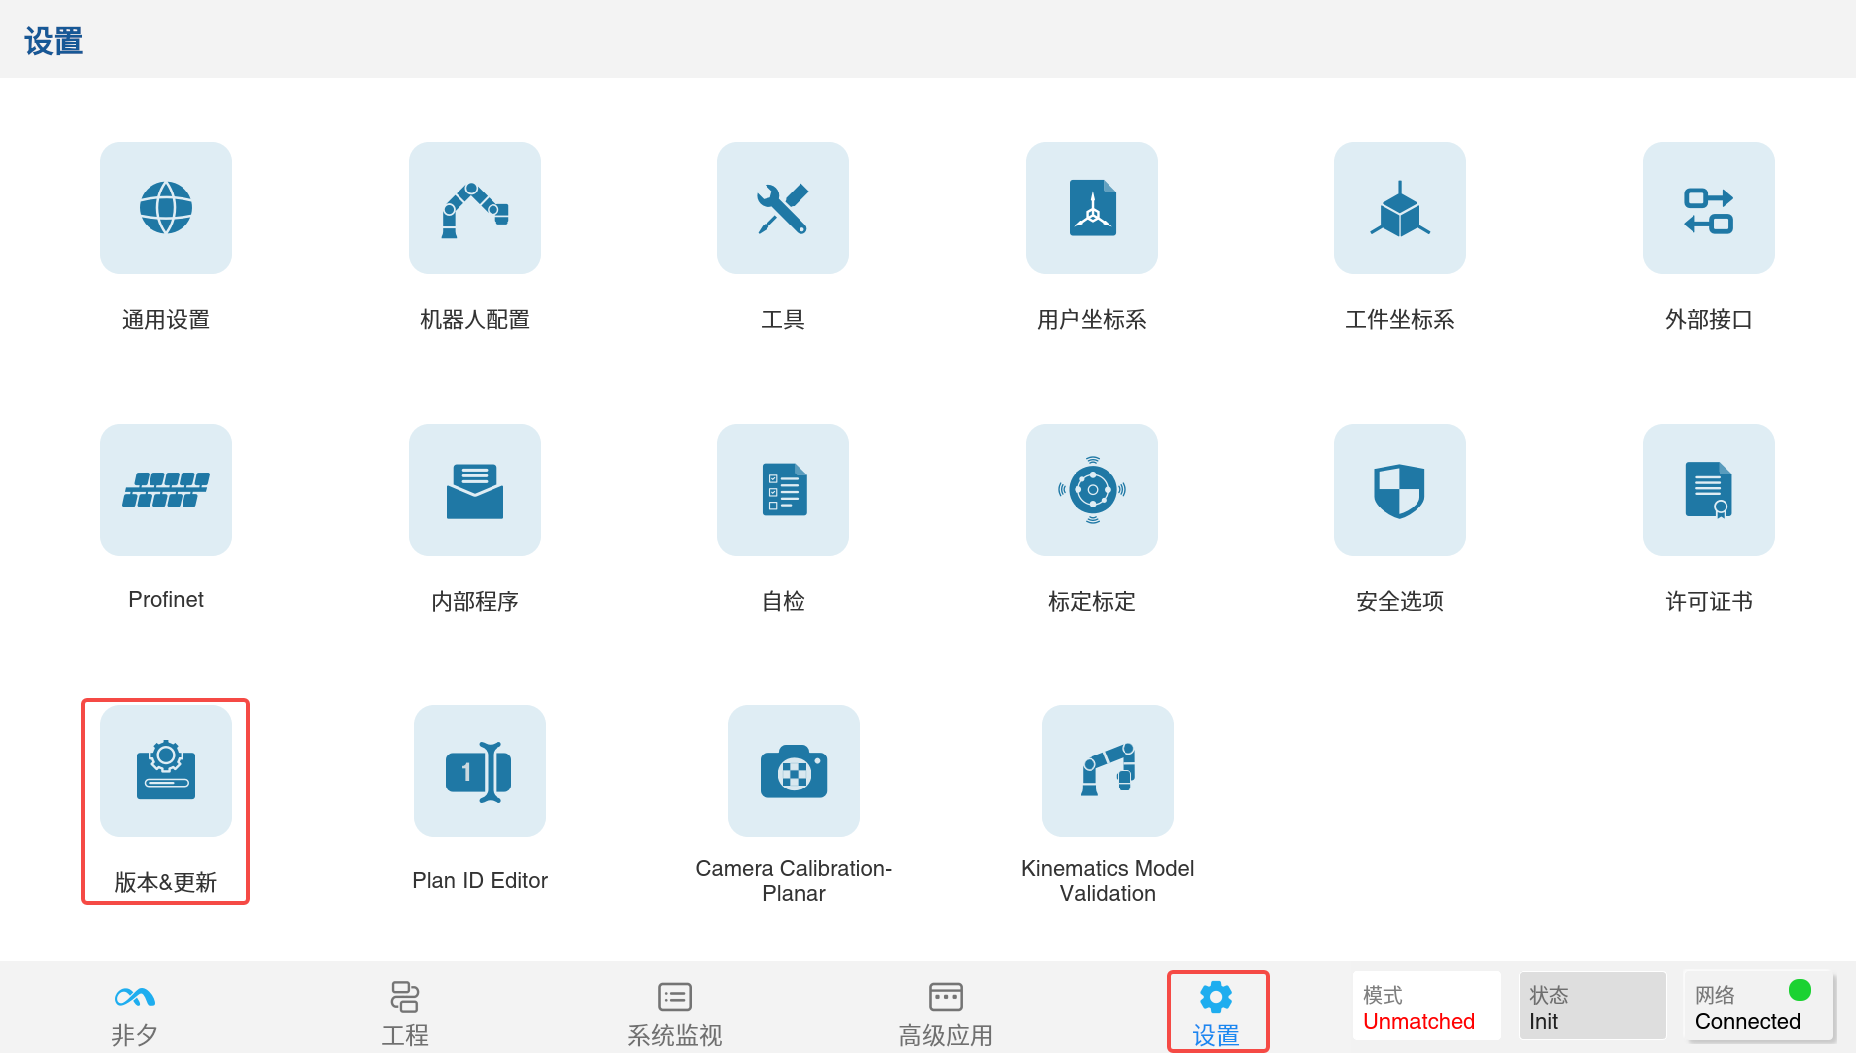 设置
通用设置
机器人配置
工具
用户坐标系
工件坐标系
外部接口
Profinet
内部程序
自检
标定标定
安全选项
许可证书
1
版本&更新
Plan ID Editor
Camera Calibration-
Planar
Kinematics Model
Validation
非夕
工程
系统监视
高级应用
设置
模式
Unmatched
状态
Init
网络
Connected